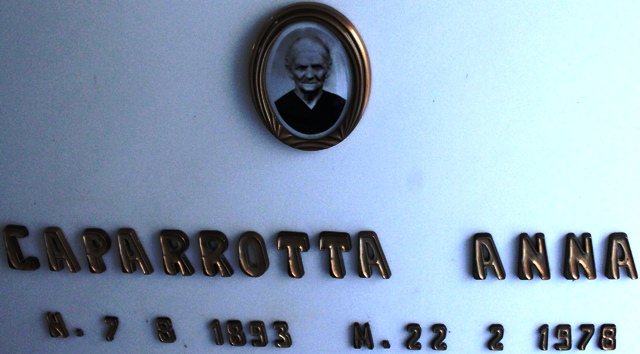 CAPARROTTA ANNA
N. 7 8 1893 M. 22 2 1978